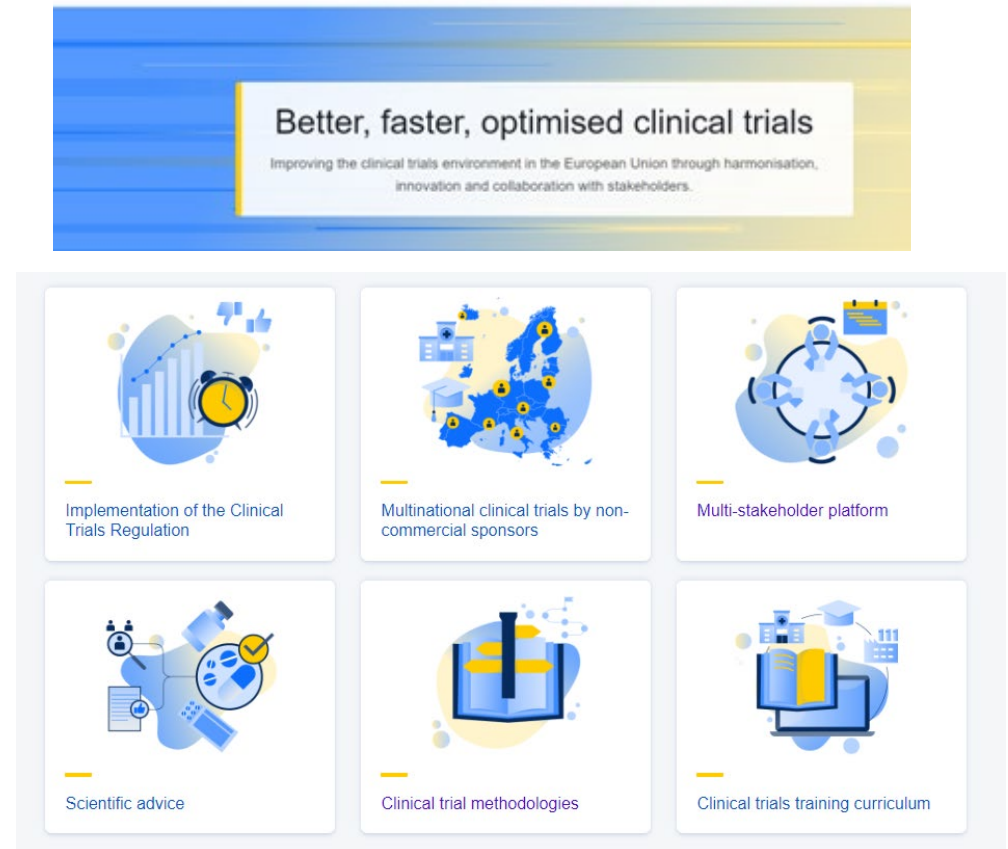 Better, faster, optimised clinical trials
Improving the clinical trials environment in the European Union through harmonisation,
innovation and collaboration with stakeholders.
Implementation of the Clinical
Trials Regulation
Multinational clinical trials by non-
commercial sponsors
Multi-stakeholder platform
Scientific advice
Clinical trial methodologies
Clinical trials training curriculum